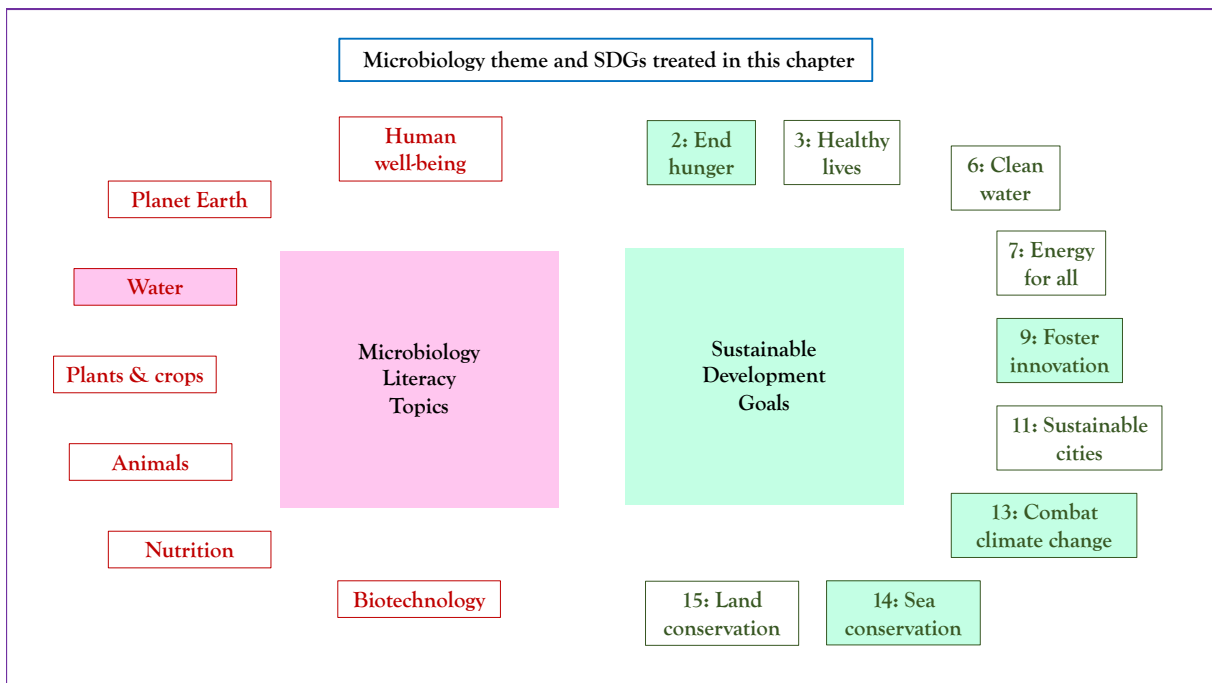 Microbiology theme and SDGs treated in this chapter
Human
well-being
Planet Earth
Water
Plants & crops
Animals
Nutrition
Biotechnology
Microbiology
Literacy
Topics
Sustainable
Development
Goals
2: End
hunger
3: Healthy
lives
6: Clean
water
7: Energy
for all
9: Foster
innovation
11: Sustainable
cities
13: Combat
climate change
14: Sea
conservation
15: Land
conservation